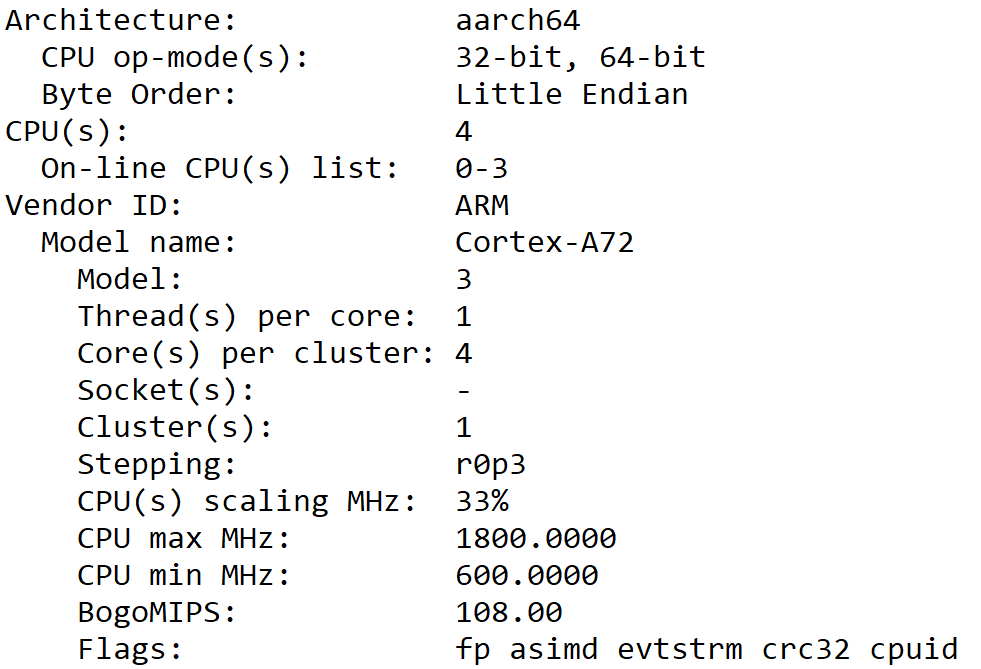 Architecture:            aarch64
  CPU op-mode(s):        32-bit, 64-bit
  Byte Order:            Little Endian
CPU(s):                  4
  On-line CPU(s) list:   0-3
Vendor ID:               ARM
  Model name:            Cortex-A72
    Model:               3
    Thread(s) per core:  1
    Core(s) per cluster: 4
    Socket(s):           -
    Cluster(s):          1
    Stepping:            r0p3
    CPU(s) scaling MHz:  33%
    CPU max MHz:         1800.0000
    CPU min MHz:         600.0000
    BogoMIPS:            108.00
    Flags:               fp asimd evtstrm crc32 cpuid